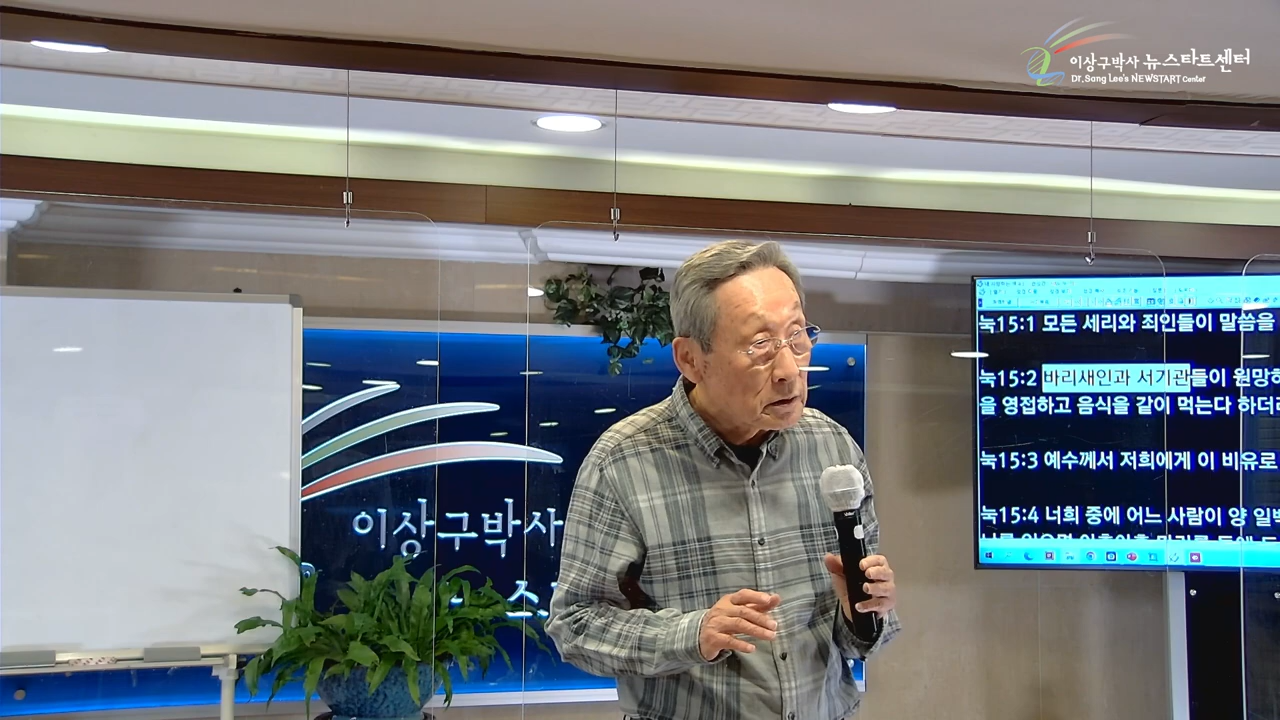 이상구박사 뉴스타트센터
Dr. Sang Lee's NEWSTART Center
눅15:1 모든 세리와 죄인들이 말씀을
눅15:2 바리새인과 서기관들이 원망하
을 영접하고 음식을 같이 먹는다 하더라
눅15:3 예수께서 저희에게 이 비유로
눅15:4 너희 중에 어느 사람이 양 일백
이상구박사
스